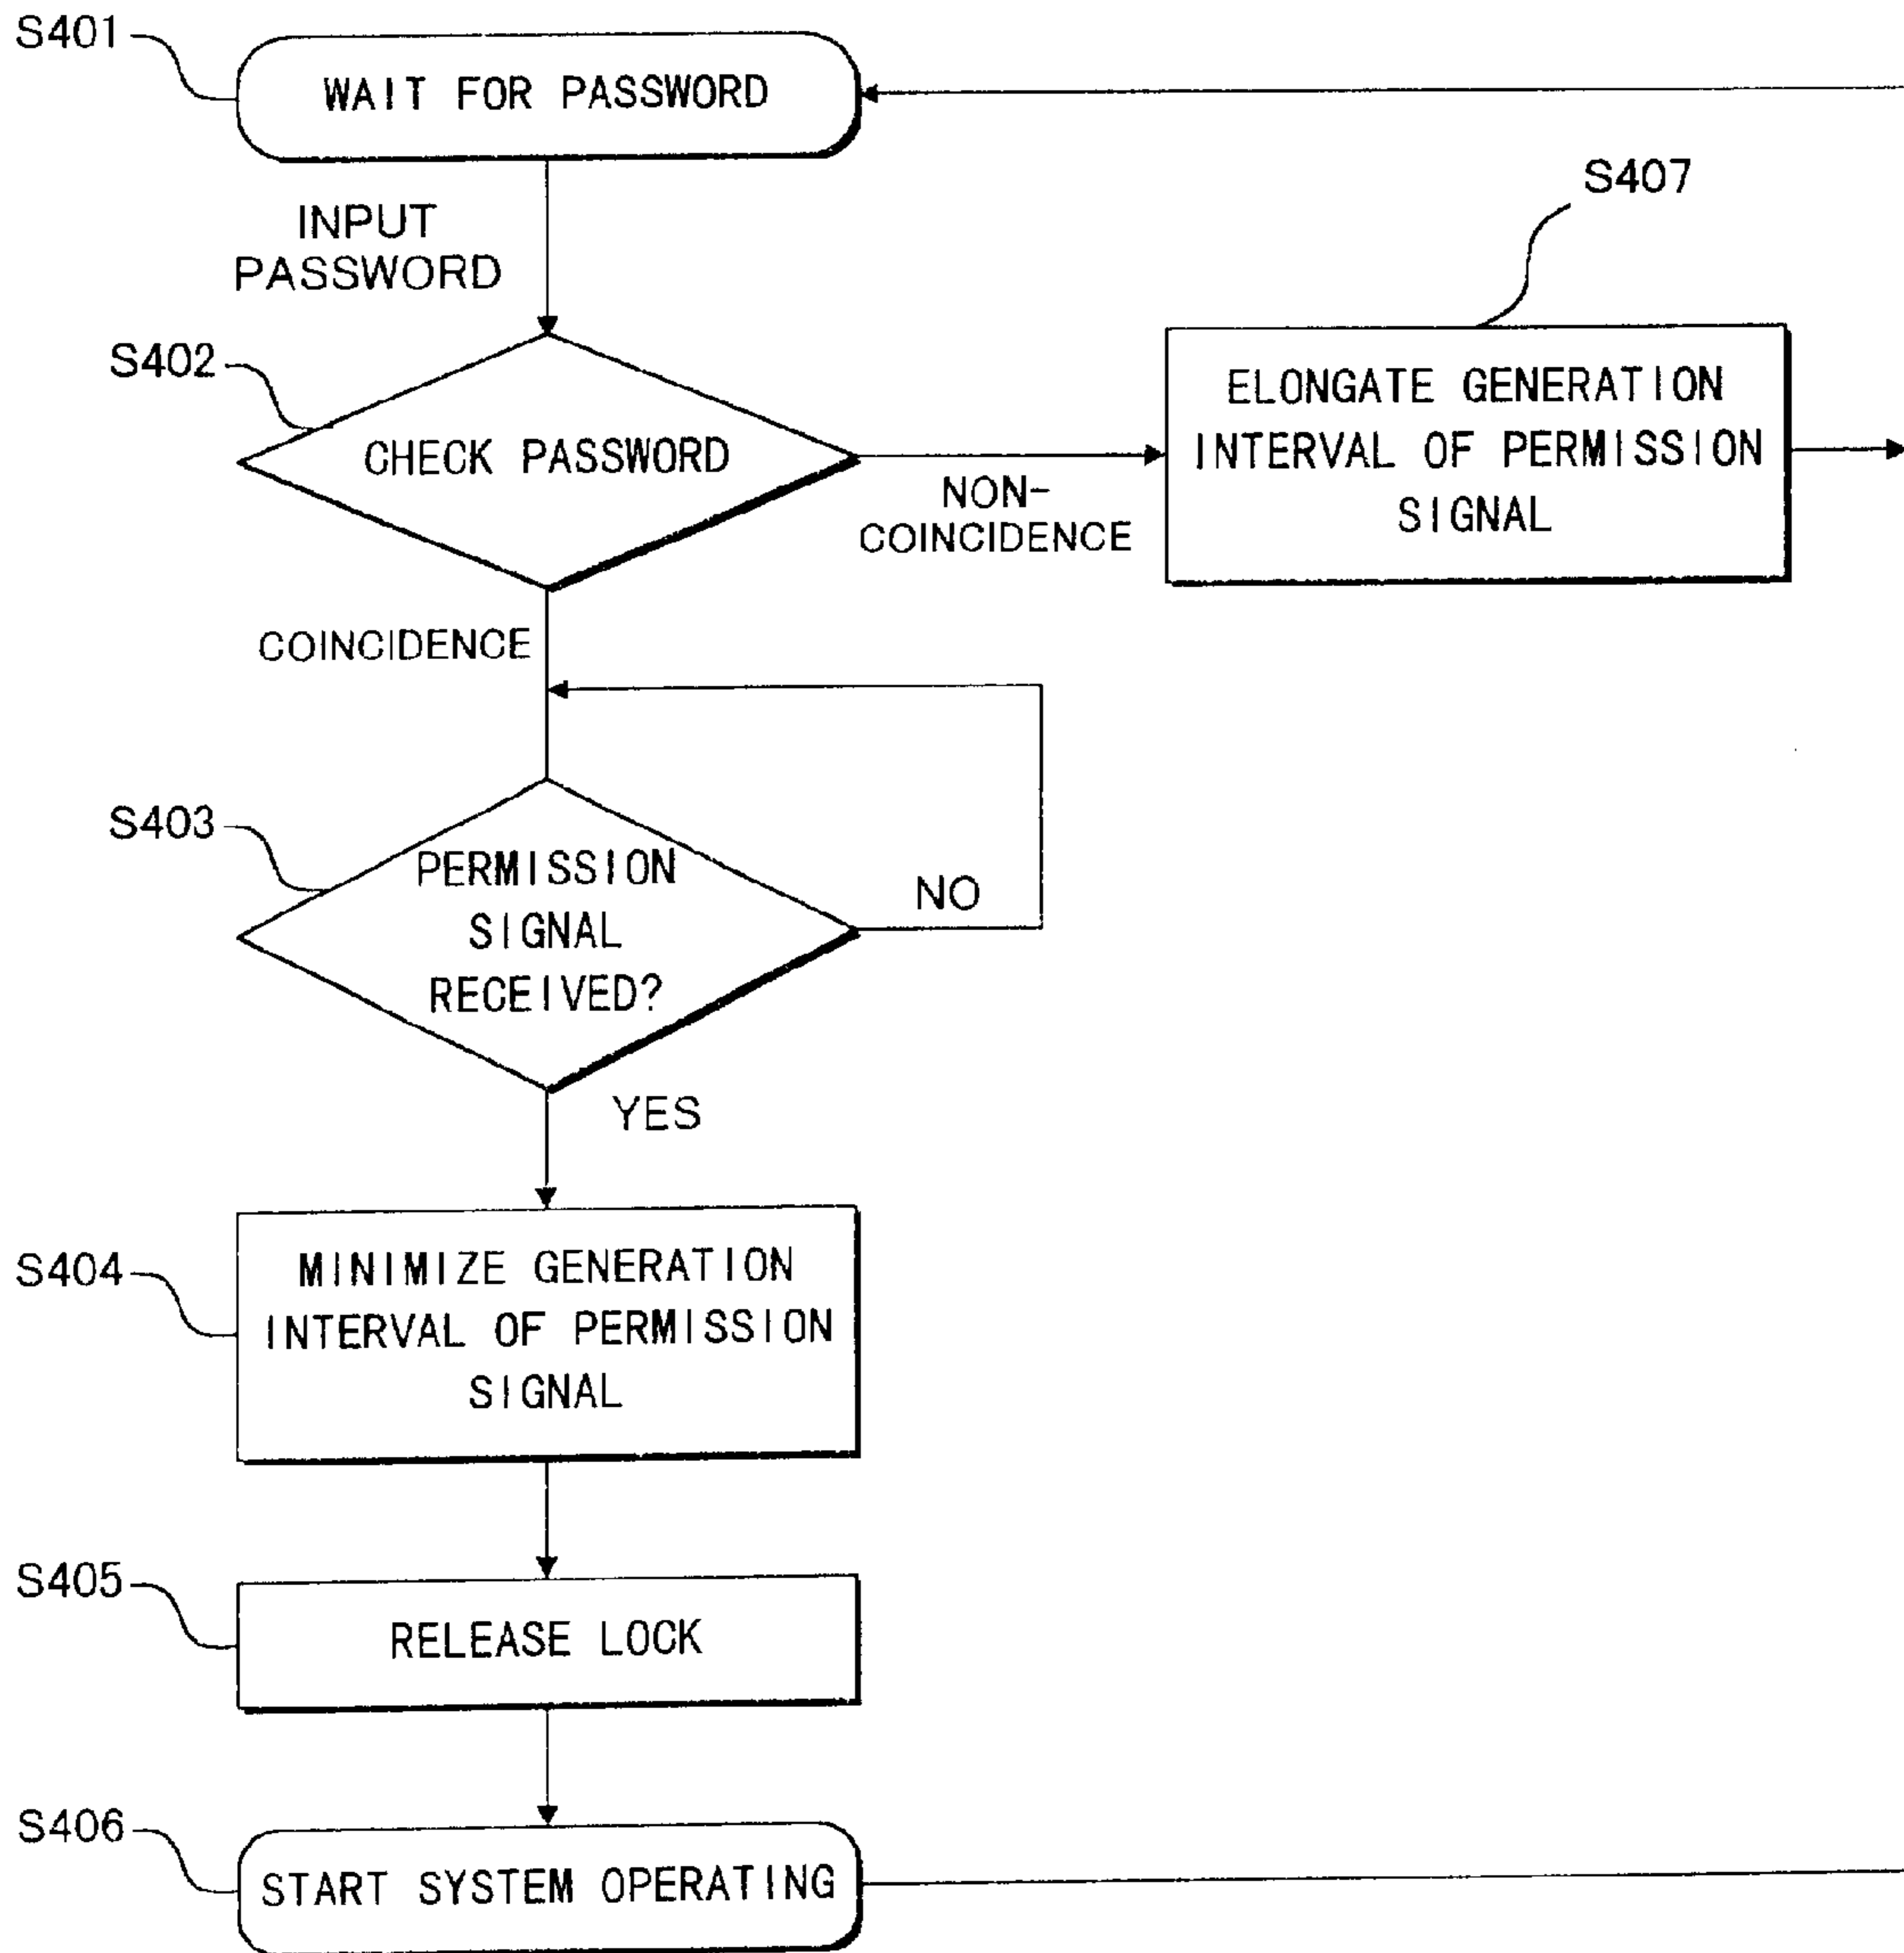 S401
WAIT FOR PASSWORD
INPUT
PASSWORD
S407
S402
CHECK PASSWORD
NON-
COINCIDENCE
ELONGATE GENERATION
INTERVAL OF PERMISSION
SIGNAL
COINCIDENCE
S403
PERMISSION
SIGNAL
RECEIVED?
NO
YES
S404
MINIMIZE GENERATION
INTERVAL OF PERMISSION
SIGNAL
S405
RELEASE LOCK
S406
START SYSTEM OPERATING